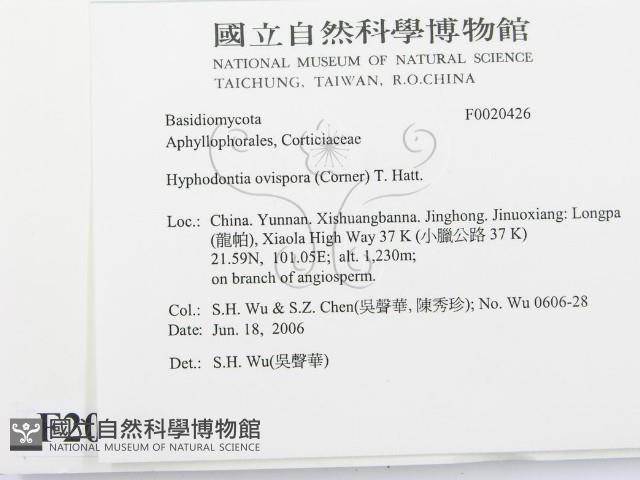 國立自然科學博物館
NATIONAL MUSEUM OF NATURAL SCIENCE
TAICHUNG, TAIWAN, R.O.CHINA
Basidiomycota F0020426
Aphyllophorales, Corticiaceae
Hyphodontia ovispora (Corner) T. Hatt.
Loc.: China. Yunnan. Xishuangbanna. Jinghong. Jinuoxiang: Longpa
(龍帕), Xiaola High Way 37 K (小臘公路 37 K)
21.59N, 101.05E; alt. 1,230m;
on branch of angiosperm.
Col.: S.H. Wu & S.Z. Chen(吳聲華, 陳秀珍); No. Wu 0606-28
Date: Jun. 18, 2006
Det.: S.H. Wu(吳聲華)
國立自然科學博物館
NATIONAL MUSEUM OF NATURAL SCIENCE